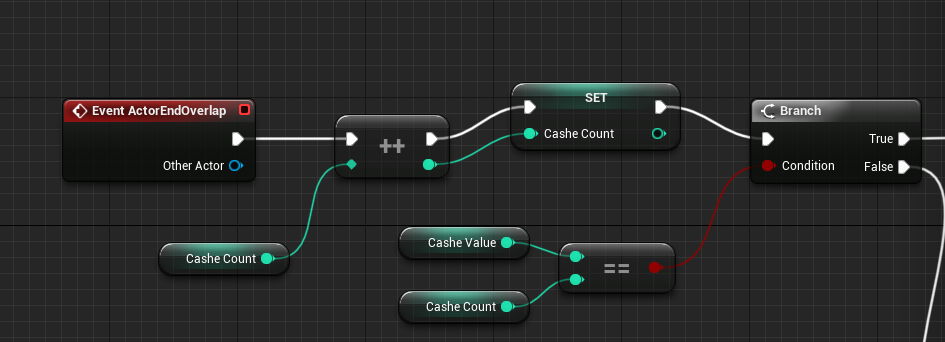 SET
Event ActorEndOverlap
Branch
Cashe Count
True
++
Other Actor
Condition
False
Cashe Value
Cashe Count
==
Cashe Count